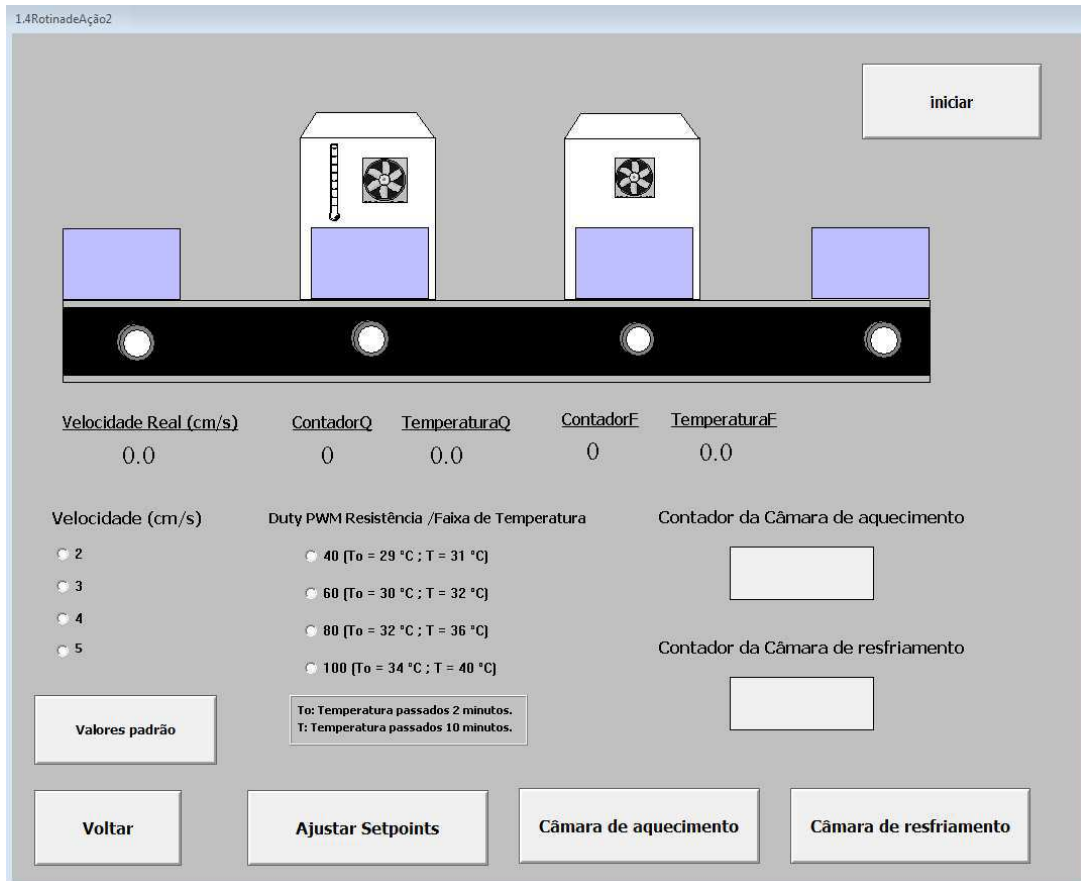 1.4RotinadeAção2
iniciar
Velocidade Real (cm/s) ContadorQ TemperaturaQ ContadorF TemperaturaF
0.0 0 0.0 0 0.0
Velocidade (cm/s)
2
3
4
5
Duty PWM Resistência /Faixa de Temperatura
40 (To = 29 °C ; T = 31 °C)
60 (To = 30 °C ; T = 32 °C)
80 (To = 32 °C ; T = 36 °C)
100 (To = 34 °C ; T = 40 °C)
To: Temperatura passados 2 minutos.
T: Temperatura passados 10 minutos.
Contador da Câmara de aquecimento
Contador da Câmara de resfriamento
Valores padrão
Voltar
Ajustar Setpoints
Câmara de aquecimento
Câmara de resfriamento